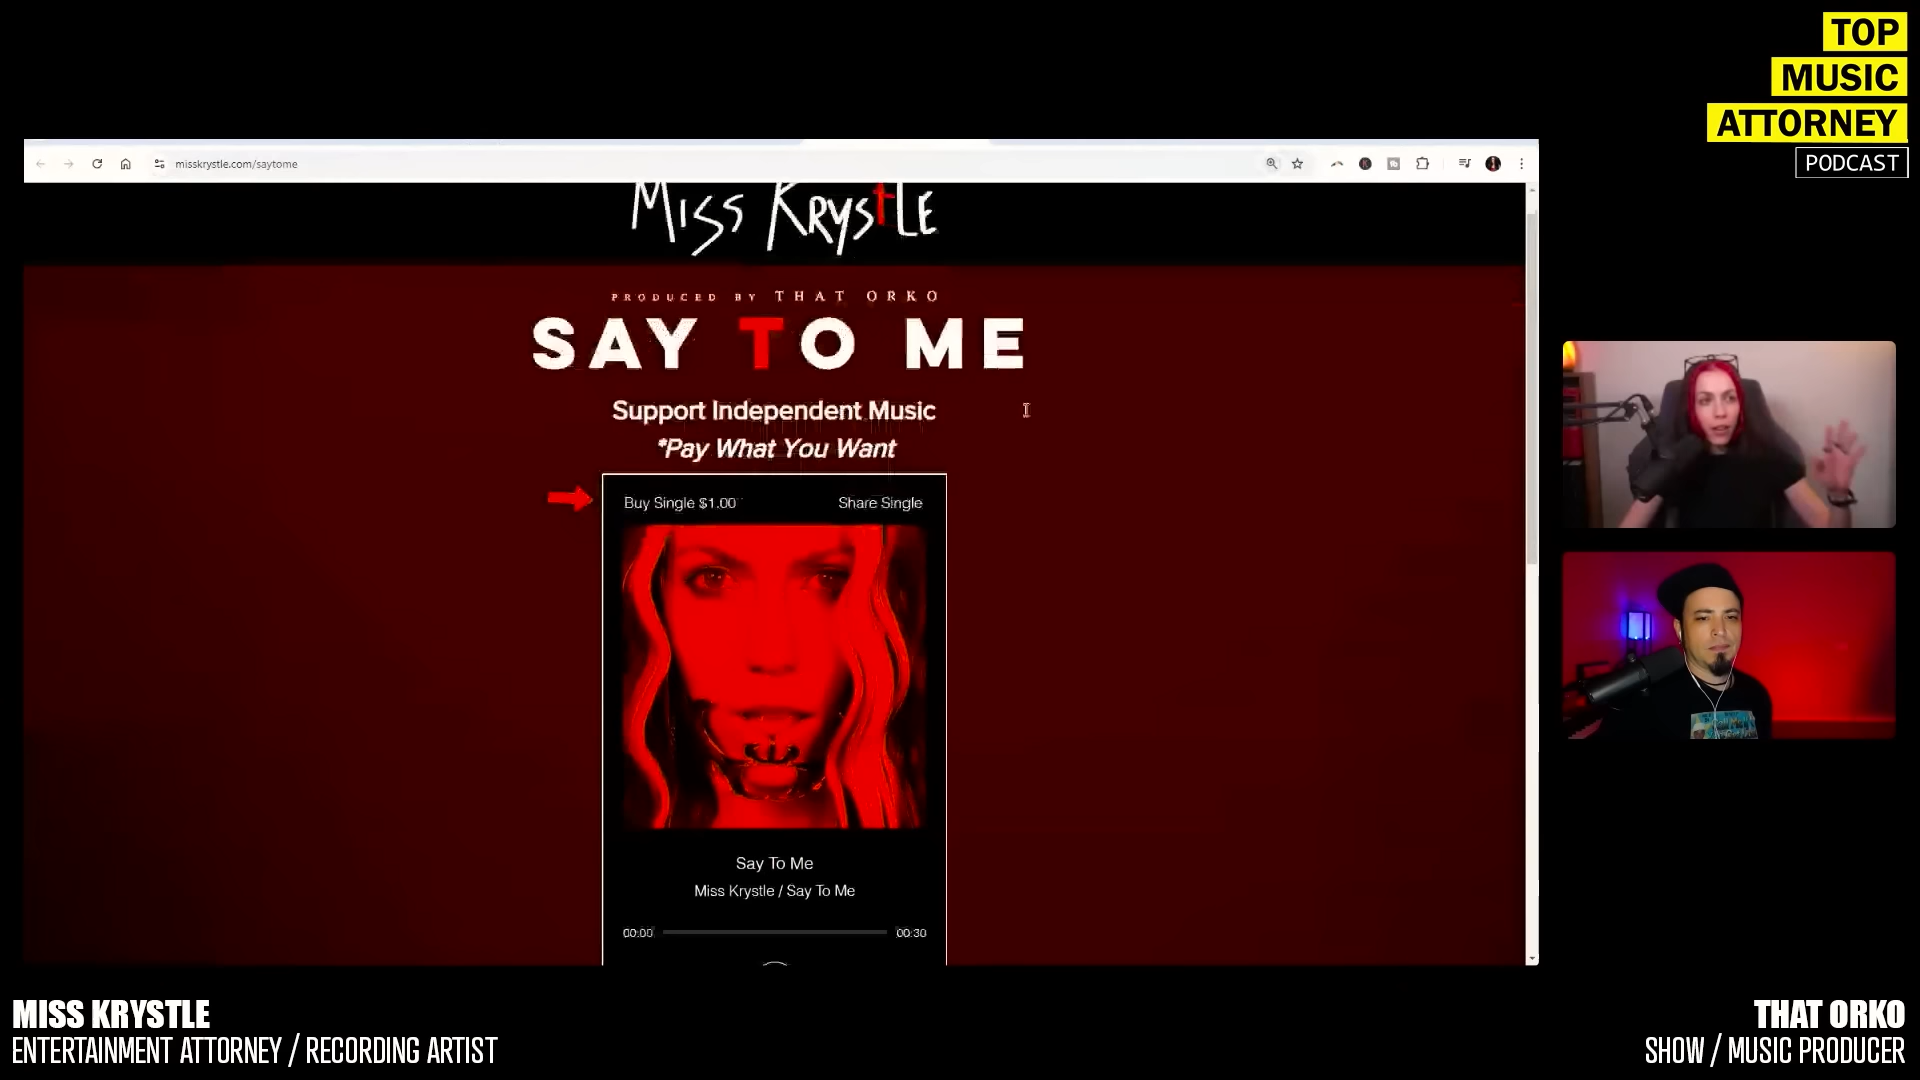 TOP
MUSIC
ATTORNEY
PODCAST
misskrystle.com/saytome
MISS KRYSTLE
PRODUCED BY THAT ORKO
SAY TO ME
Support Independent Music
*Pay What You Want
Buy Single $1.00
Share Single
Say To Me
Miss Krystle / Say To Me
00:00
00:30
MISS KRYSTLE
ENTERTAINMENT ATTORNEY / RECORDING ARTIST
THAT ORKO
SHOW / MUSIC PRODUCER